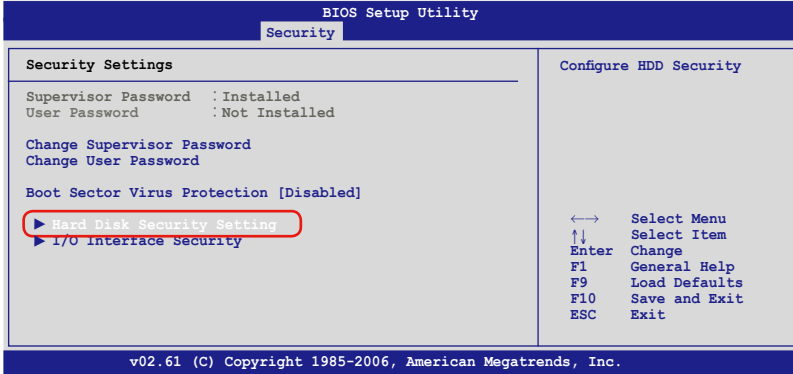 BIOS Setup Utility
Security
Security Settings
Supervisor Password : Installed
User Password : Not Installed
Change Supervisor Password
Change User Password
Boot Sector Virus Protection [Disabled]
▶ Hard Disk Security Setting
▶ I/O Interface Security
Configure HDD Security
←→ Select Menu
↑↓ Select Item
Enter Change
F1 General Help
F9 Load Defaults
F10 Save and Exit
ESC Exit
v02.61 (C) Copyright 1985-2006, American Megatrends, Inc.